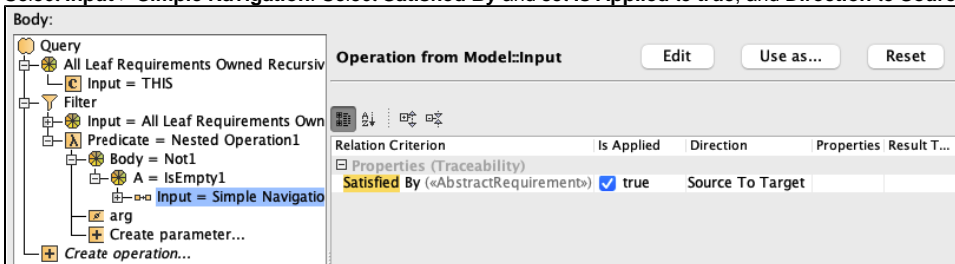 Select Input > Simple Navigation. Select Satisfied By and set Is Applied to true, and Direction to Source
Body:
Query
All Leaf Requirements Owned Recursiv
Input = THIS
Filter
Input = All Leaf Requirements Own
Predicate = Nested Operation1
Body = Not1
A = IsEmpty1
Input = Simple Navigatio
arg
Create parameter...
Create operation...
Operation from Model::Input
Edit
Use as...
Reset
Relation Criterion Is Applied Direction Properties Result T...
Properties (Traceability)
Satisfied By («AbstractRequirement») true Source To Target